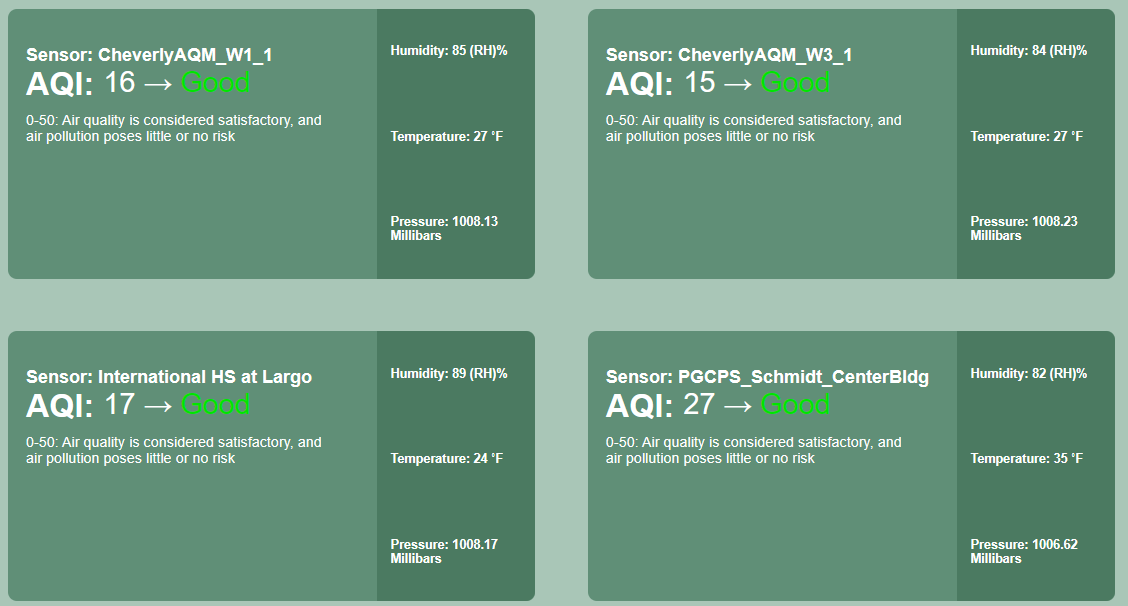 Sensor: CheverlyAQM_W1_1
AQI: 16 → Good
0-50: Air quality is considered satisfactory, and
air pollution poses little or no risk
Humidity: 85 (RH)%
Temperature: 27 °F
Pressure: 1008.13
Millibars
Sensor: CheverlyAQM_W3_1
AQI: 15 → Good
0-50: Air quality is considered satisfactory, and
air pollution poses little or no risk
Humidity: 84 (RH)%
Temperature: 27 °F
Pressure: 1008.23
Millibars
Sensor: International HS at Largo
AQI: 17 → Good
0-50: Air quality is considered satisfactory, and
air pollution poses little or no risk
Humidity: 89 (RH)%
Temperature: 24 °F
Pressure: 1008.17
Millibars
Sensor: PGCPS_Schmidt_CenterBldg
AQI: 27 → Good
0-50: Air quality is considered satisfactory, and
air pollution poses little or no risk
Humidity: 82 (RH)%
Temperature: 35 °F
Pressure: 1006.62
Millibars